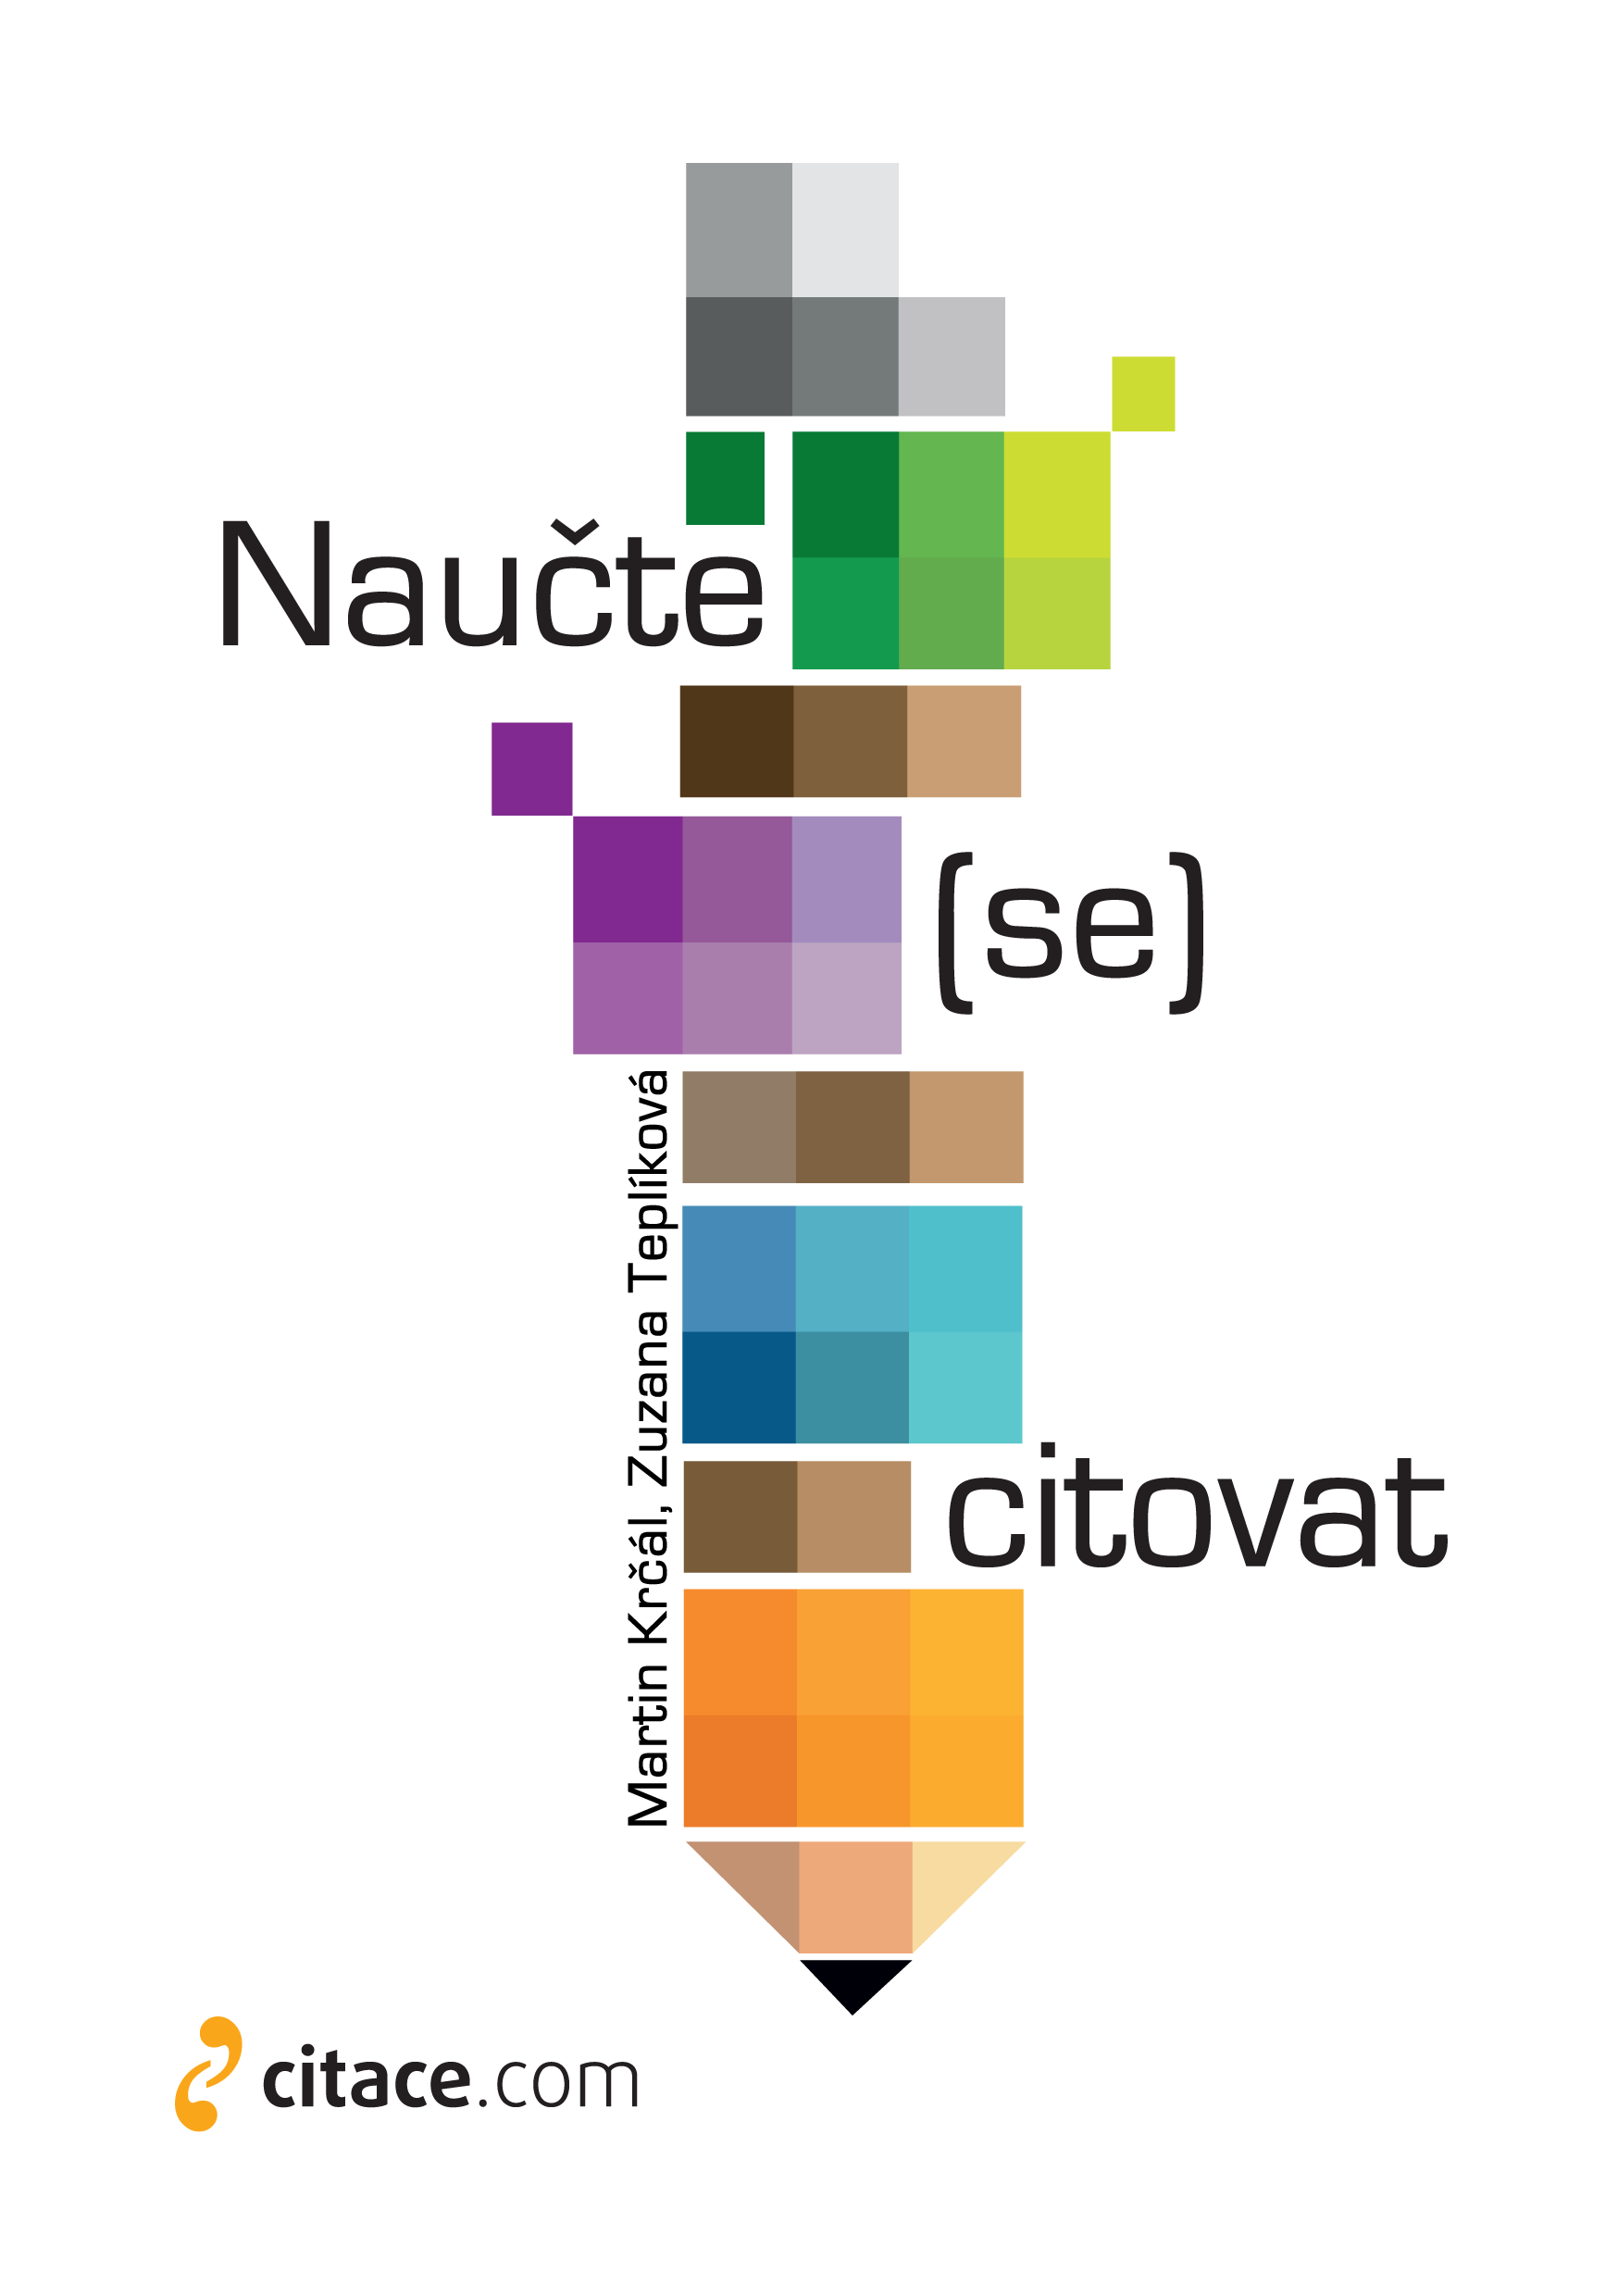 Naučte
(se)
citovat
Martin Krčál, Zuzana Teplíková
citace.com